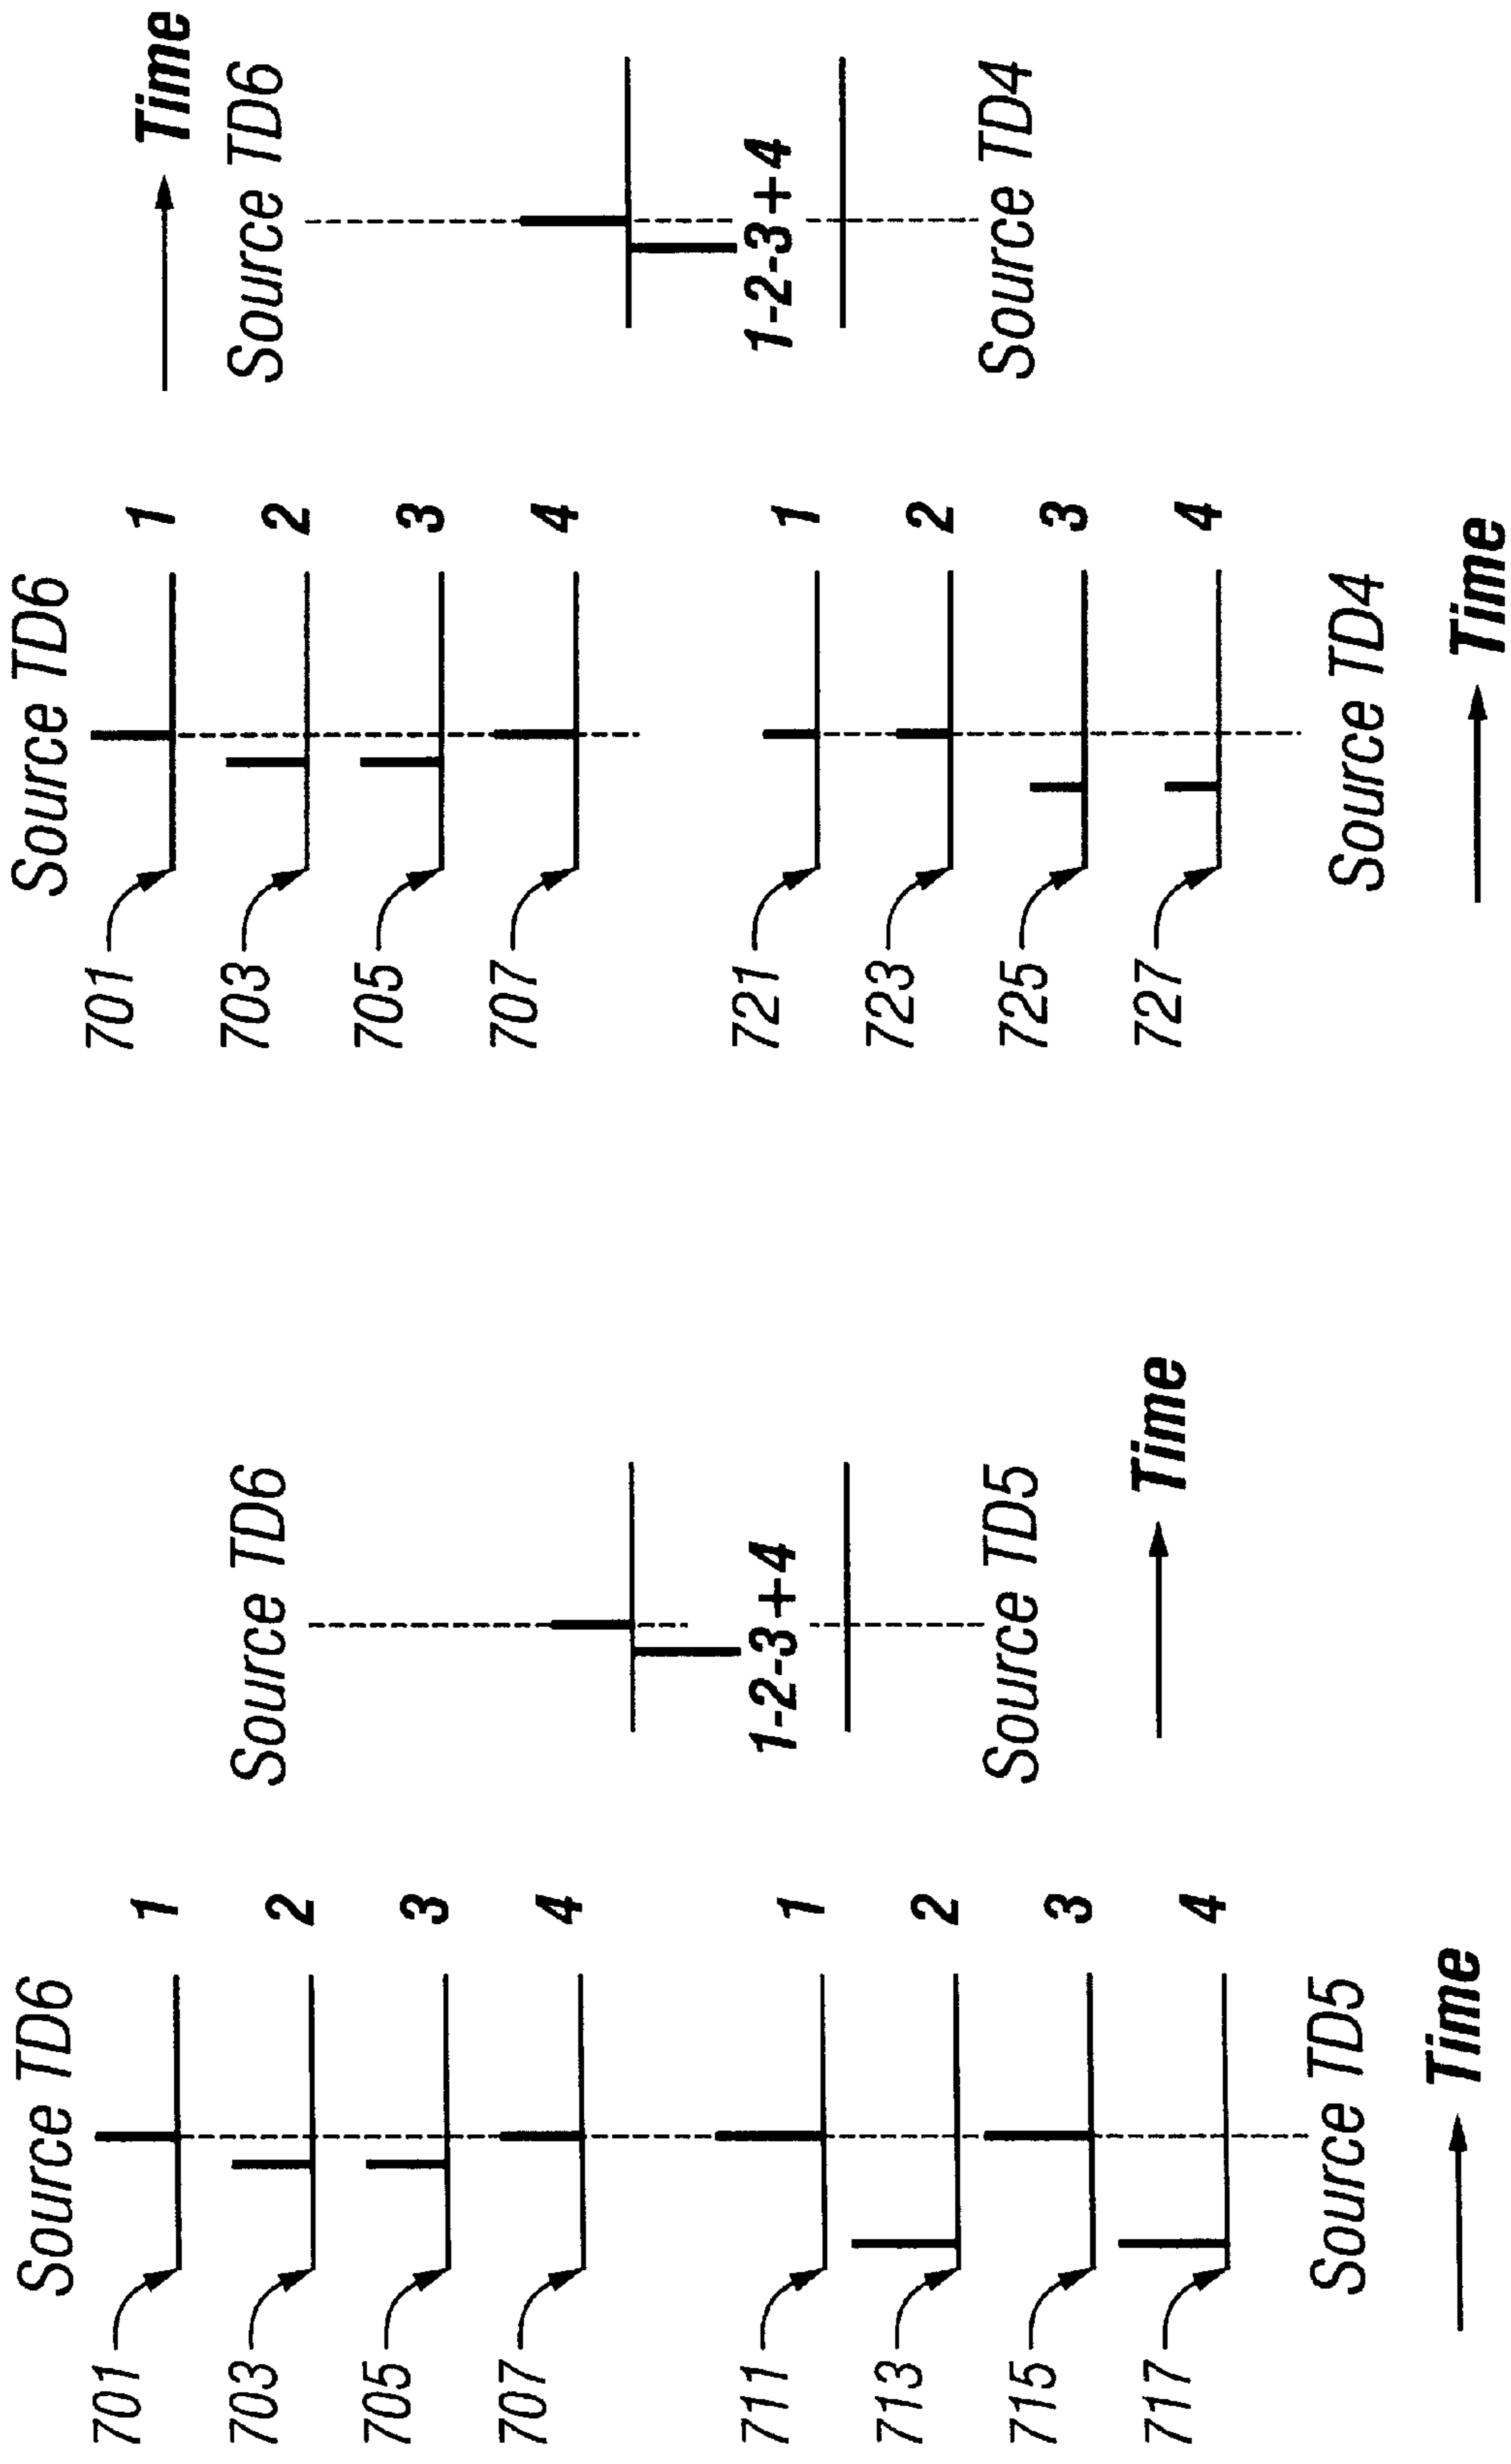 Source TD6
701 1
703 2
705 3
707 4
711 1
713 2
715 3
717 4
Source TD5
Time
Source TD6
1-2-3+4
Source TD5
Time
Source TD6
701 1
703 2
705 3
707 4
721 1
723 2
725 3
727 4
Source TD4
Time
Time
Source TD6
1-2-3+4
Source TD4